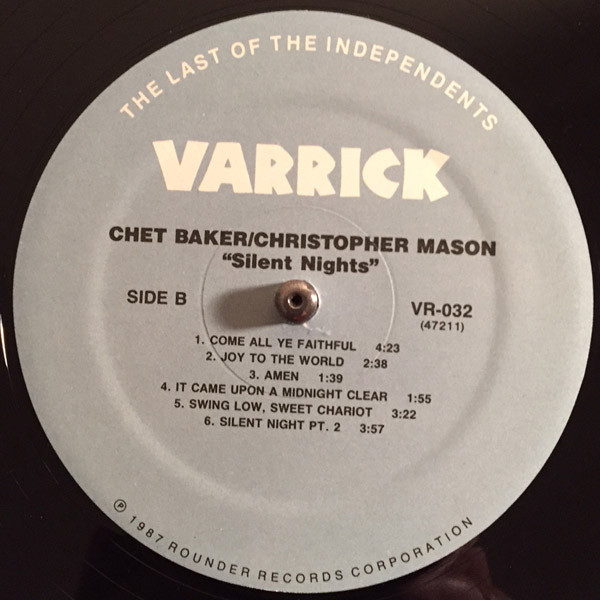 THE LAST OF THE INDEPENDENTS
VARRICK
CHET BAKER/CHRISTOPHER MASON
"Silent Nights"
SIDE B
VR-032
(47211)
1. COME ALL YE FAITHFUL 4:23
2. JOY TO THE WORLD 2:38
3. AMEN 1:39
4. IT CAME UPON A MIDNIGHT CLEAR 1:55
5. SWING LOW, SWEET CHARIOT 3:22
6. SILENT NIGHT PT. 2 3:57
℗ 1987 ROUNDER RECORDS CORPORATION